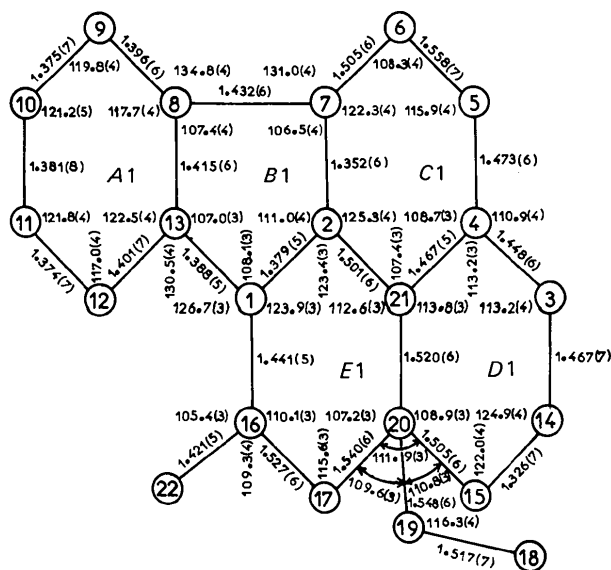 9 6
1.375(7) 1.396(6) 1.505(6) 1.558(7)
119.8(4) 134.8(4) 131.0(4) 108.3(4)
10 121.2(5) 117.7(4) 8 1.432(6) 7 122.3(4) 115.9(4) 5
107.4(4) 106.5(4)
1.381(8) A1 1.415(6) B1 1.352(6) C1 1.473(6)
11 121.8(4) 122.5(4) 13 107.0(3) 111.0(4) 2 125.3(4) 108.7(3) 4 110.9(4)
1.374(7) 117.0(4) 1.401(7) 130.5(4) 1.388(5) 108.1(3) 1.379(5) 123.4(3) 1.501(6) 107.4(3) 1.467(5) 113.2(3) 1.448(6)
12 126.7(3) 1 123.9(3) 112.6(3) 21 113.8(3) 113.2(4) 3
1.441(5) E1 1.520(6) D1 1.467(7)
105.4(3) 16 110.1(3) 107.2(3) 20 108.9(3) 124.9(4) 14
1.421(5) 109.3(4) 1.527(6) 115.6(3) 1.540(6) 1.505(6) 122.0(4) 1.326(7)
109.6(3) 110.8(3)
22 17 1.548(6) 15
19 116.3(4)
1.517(7) 18